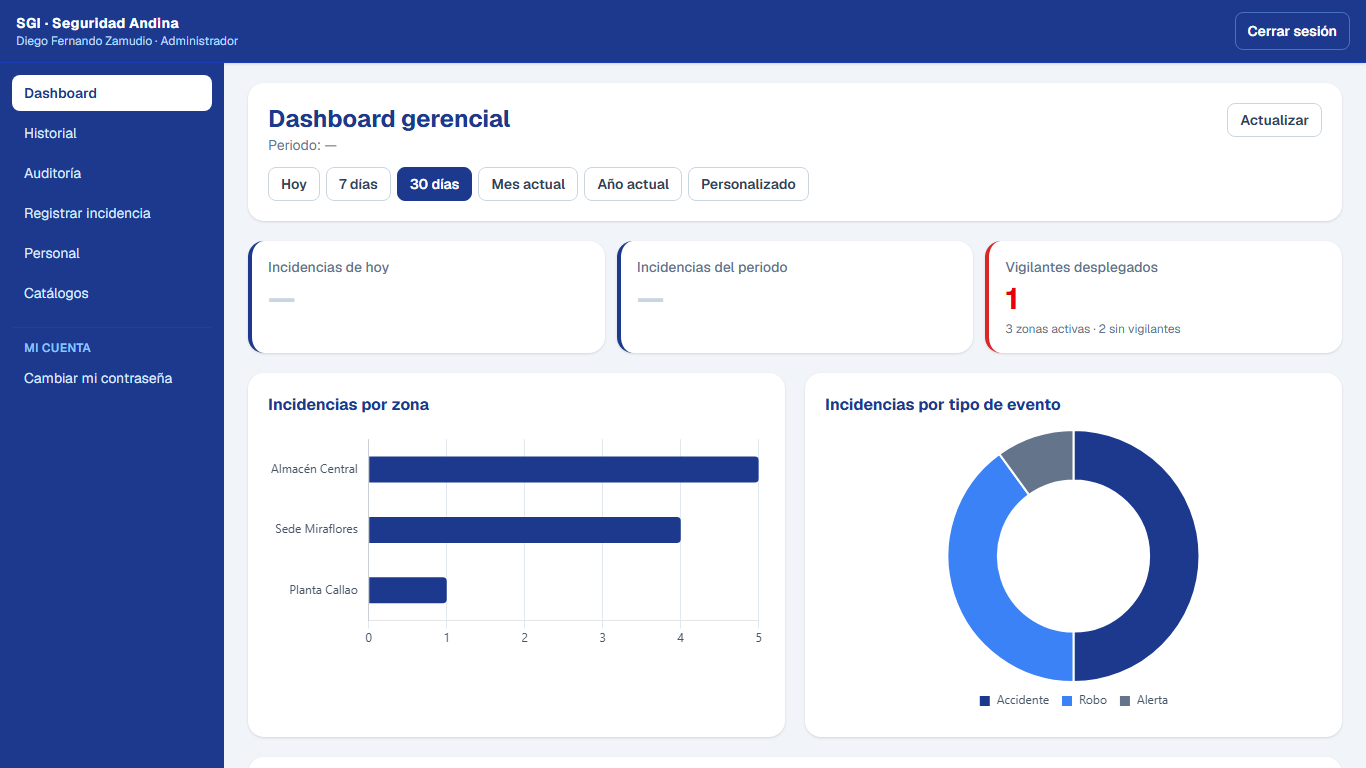 SGI · Seguridad Andina
Diego Fernando Zamudio · Administrador
Cerrar sesión
Dashboard
Historial
Auditoría
Registrar incidencia
Personal
Catálogos
MI CUENTA
Cambiar mi contraseña
Dashboard gerencial
Actualizar
Periodo: —
Hoy
7 días
30 días
Mes actual
Año actual
Personalizado
Incidencias de hoy
—
Incidencias del periodo
—
Vigilantes desplegados
1
3 zonas activas · 2 sin vigilantes
Incidencias por zona
Almacén Central
Sede Miraflores
Planta Callao
0 1 2 3 4 5
Incidencias por tipo de evento
Accidente Robo Alerta